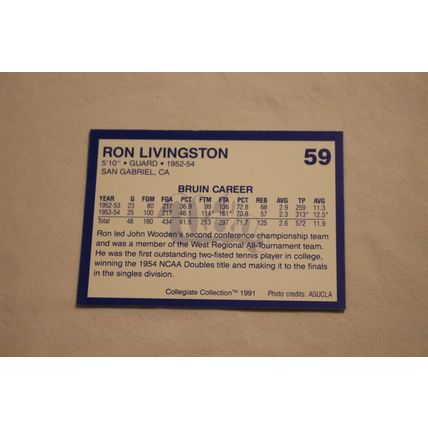 RON LIVINGSTON 59
5'10" • GUARD • 1952-54
SAN GABRIEL, CA
BRUIN CAREER
YEAR G FGM FGA PCT FTM FTA PCT REB AVG TP AVG
1952-53 23 80 217 36.9 99 136 72.8 68 2.9 259 11.3
1953-54 25 100 217 46.1 114* 161* 70.8 57 2.3 313* 12.5*
Total 48 180 434 41.5 213 297 71.7 125 2.6 572 11.9
Ron led John Wooden's second conference championship team
and was a member of the West Regional All-Tournament team.
He was the first outstanding two-fisted tennis player in college,
winning the 1954 NCAA Doubles title and making it to the finals
in the singles division.
Collegiate Collection™ 1991 Photo credits: ASUCLA